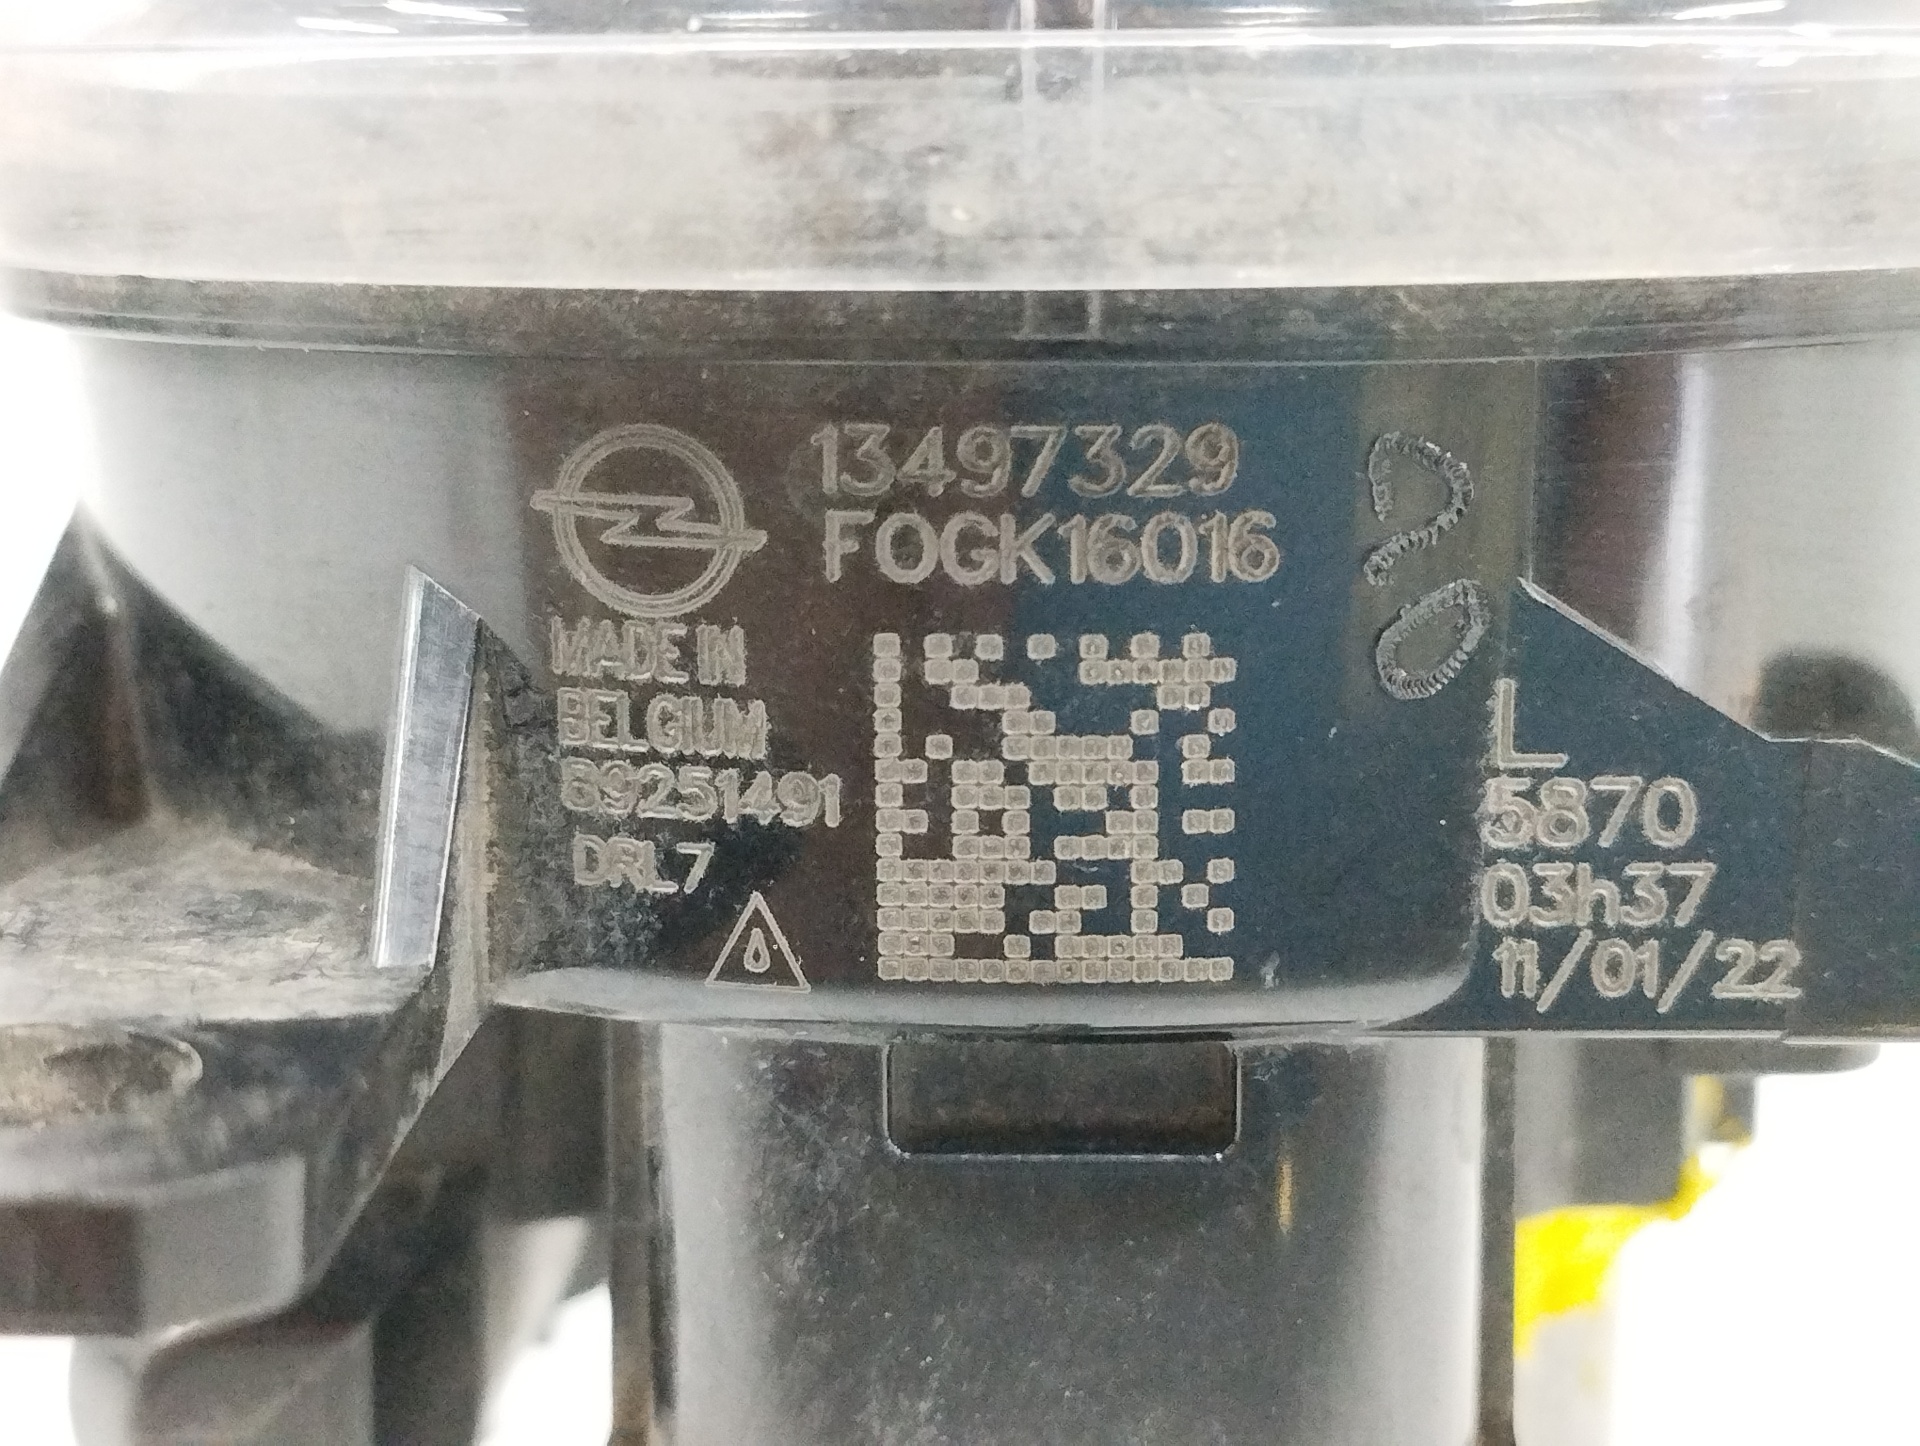 13497329
FOGK16016
MADE IN
BELGIUM
89251491
DRL7
L
5870
03h37
11/01/22